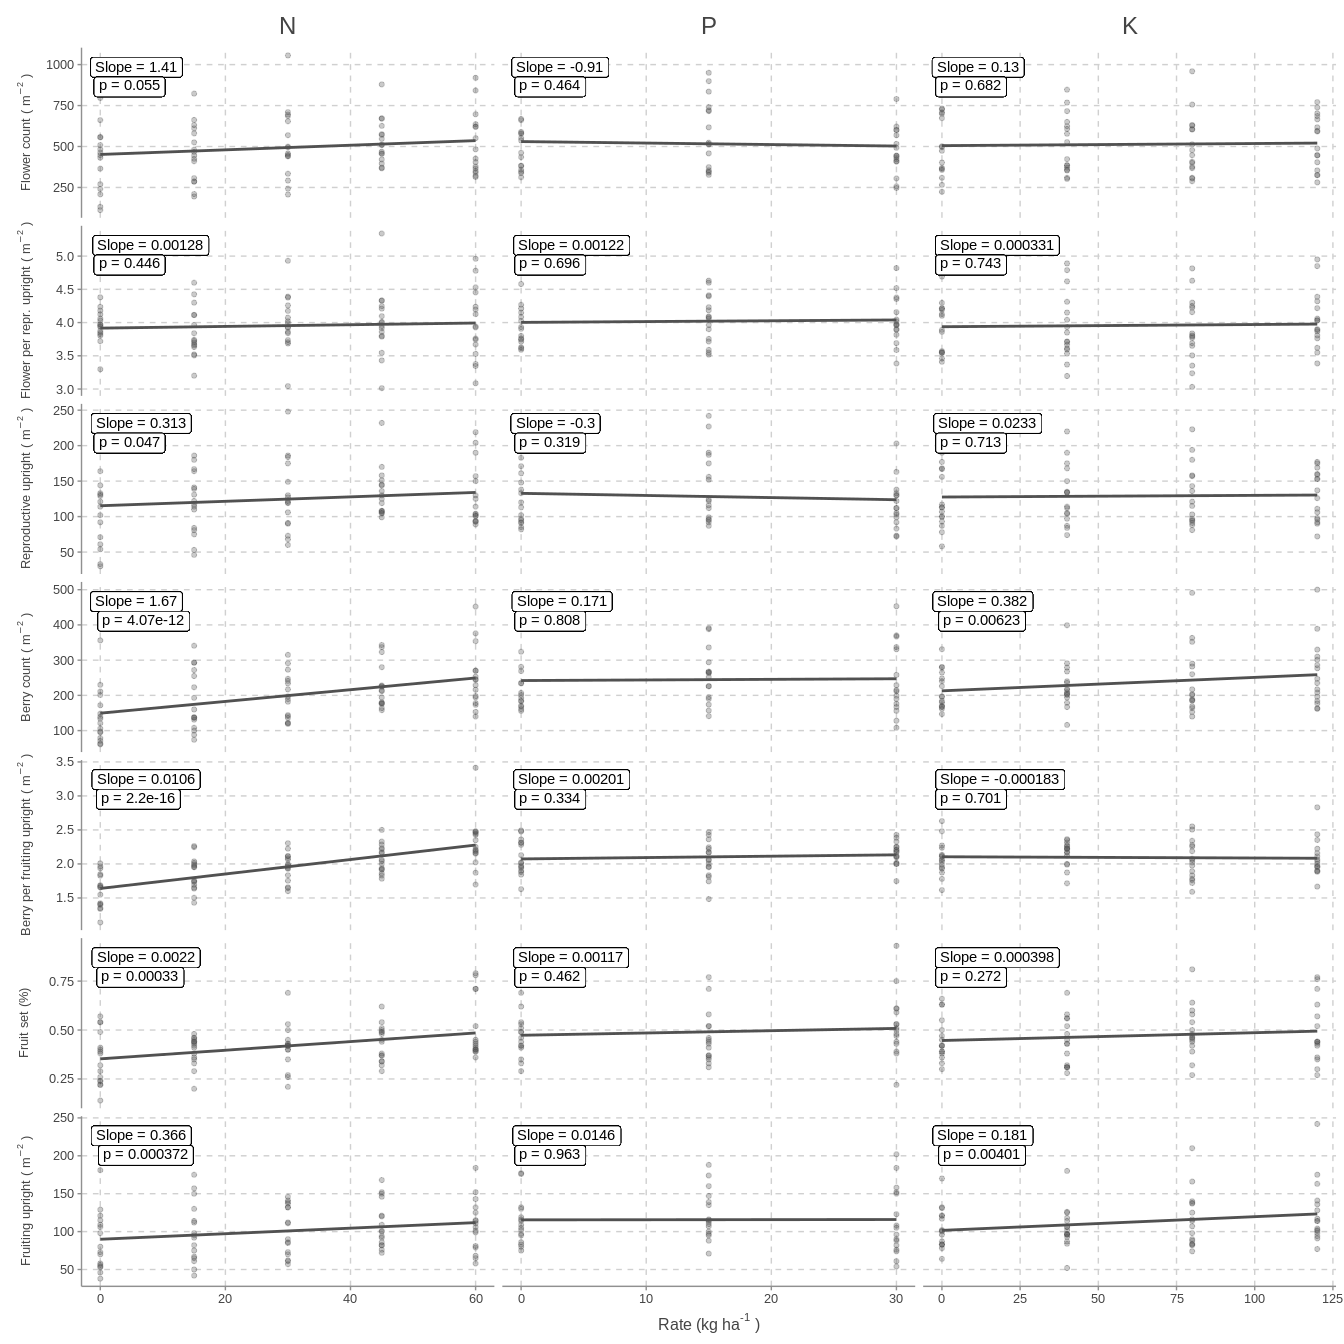 N P K
Flower count ( m−2 )
1000
750
500
250
Slope = 1.41
p = 0.055
Slope = -0.91
p = 0.464
Slope = 0.13
p = 0.682
Flower per repr. upright ( m−2 )
5.0
4.5
4.0
3.5
3.0
Slope = 0.00128
p = 0.446
Slope = 0.00122
p = 0.696
Slope = 0.000331
p = 0.743
Reproductive upright ( m−2 )
250
200
150
100
50
Slope = 0.313
p = 0.047
Slope = -0.3
p = 0.319
Slope = 0.0233
p = 0.713
Berry count ( m−2 )
500
400
300
200
100
Slope = 1.67
p = 4.07e-12
Slope = 0.171
p = 0.808
Slope = 0.382
p = 0.00623
Berry per fruiting upright ( m−2 )
3.5
3.0
2.5
2.0
1.5
Slope = 0.0106
p = 2.2e-16
Slope = 0.00201
p = 0.334
Slope = -0.000183
p = 0.701
Fruit set (%)
0.75
0.50
0.25
Slope = 0.0022
p = 0.00033
Slope = 0.00117
p = 0.462
Slope = 0.000398
p = 0.272
Fruiting upright ( m−2 )
250
200
150
100
50
Slope = 0.366
p = 0.000372
Slope = 0.0146
p = 0.963
Slope = 0.181
p = 0.00401
0 20 40 60 0 10 20 30 0 25 50 75 100 125
Rate (kg ha-1 )